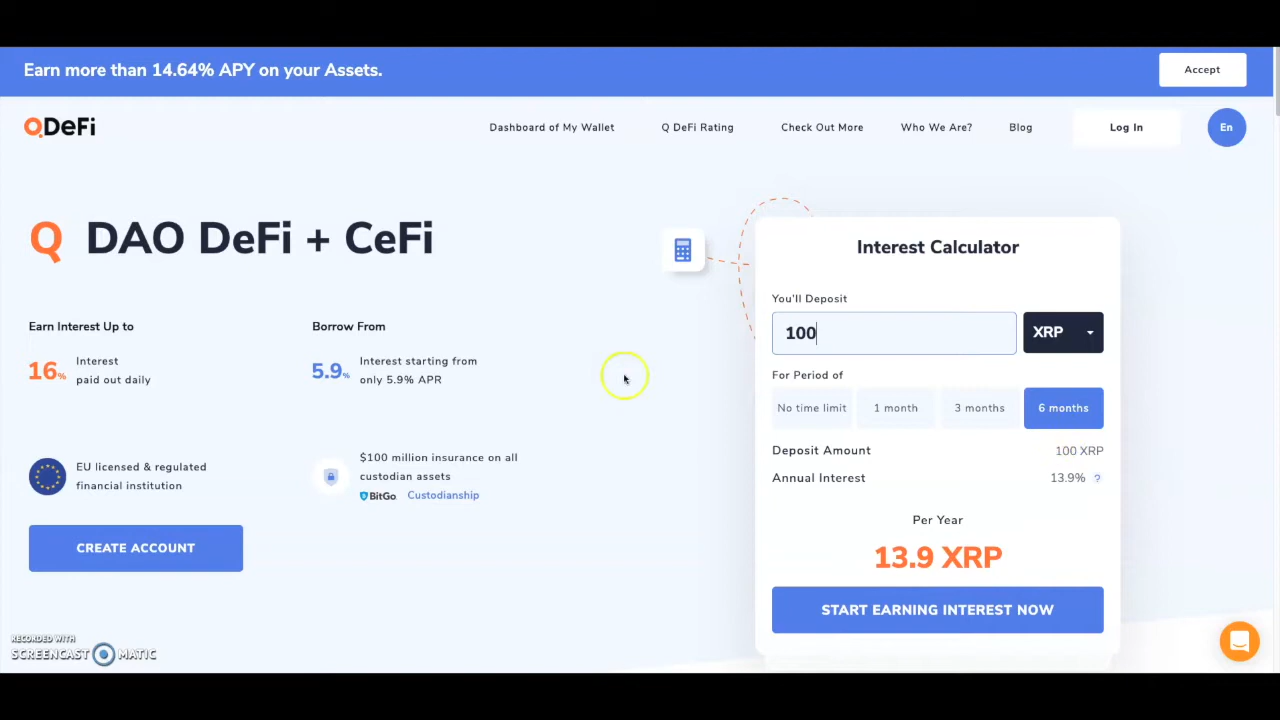 Earn more than 14.64% APY on your Assets.
Accept
QDeFi
Dashboard of My Wallet
Q DeFi Rating
Check Out More
Who We Are?
Blog
Log In
En
Q DAO DeFi + CeFi
Earn Interest Up to
16%
Interest
paid out daily
Borrow From
5.9%
Interest starting from
only 5.9% APR
EU licensed & regulated
financial institution
$100 million insurance on all
custodian assets
BitGo Custodianship
CREATE ACCOUNT
Interest Calculator
You'll Deposit
100
XRP
For Period of
No time limit
1 month
3 months
6 months
Deposit Amount
100 XRP
Annual Interest
13.9% ?
Per Year
13.9 XRP
START EARNING INTEREST NOW
RECORDED WITH
SCREENCAST MATIC